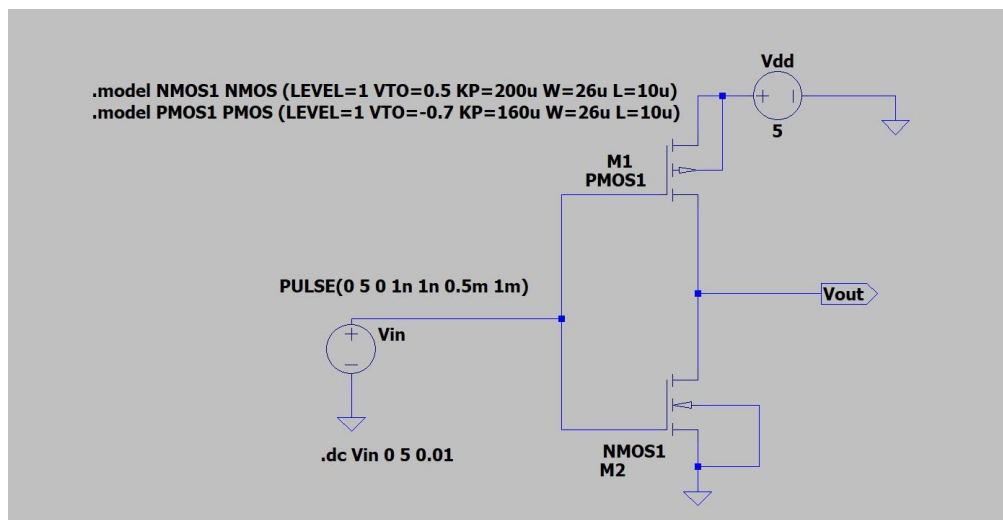 Vdd
.model NMOS1 NMOS (LEVEL=1 VTO=0.5 KP=200u W=26u L=10u)
.model PMOS1 PMOS (LEVEL=1 VTO=-0.7 KP=160u W=26u L=10u)
5
M1
PMOS1
PULSE(0 5 0 1n 1n 0.5m 1m)
Vout
Vin
.dc Vin 0 5 0.01
NMOS1
M2